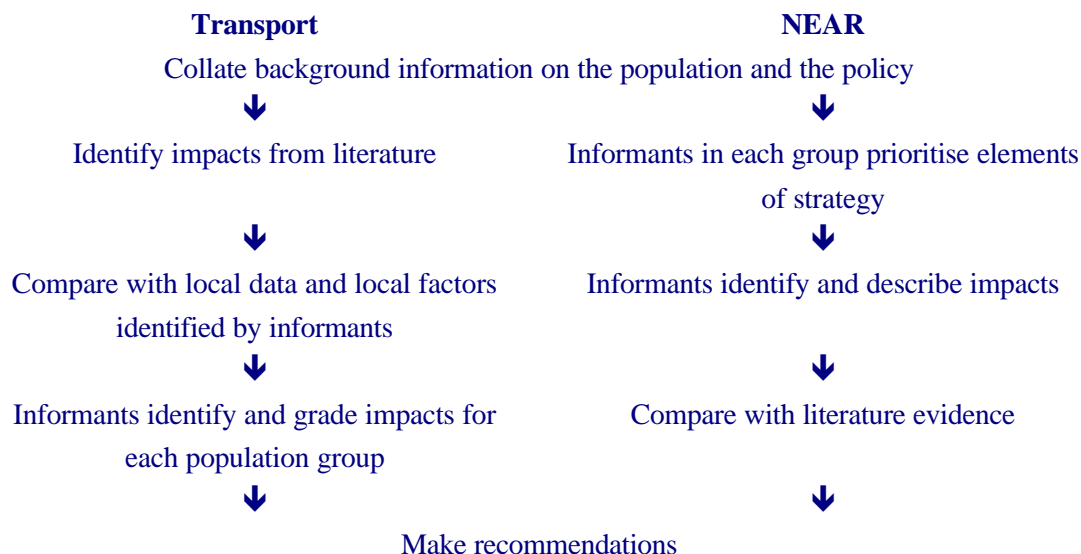 Transport NEAR
Collate background information on the population and the policy
Identify impacts from literature Informants in each group prioritise elements
of strategy
Compare with local data and local factors Informants identify and describe impacts
identified by informants
Informants identify and grade impacts for Compare with literature evidence
each population group
Make recommendations